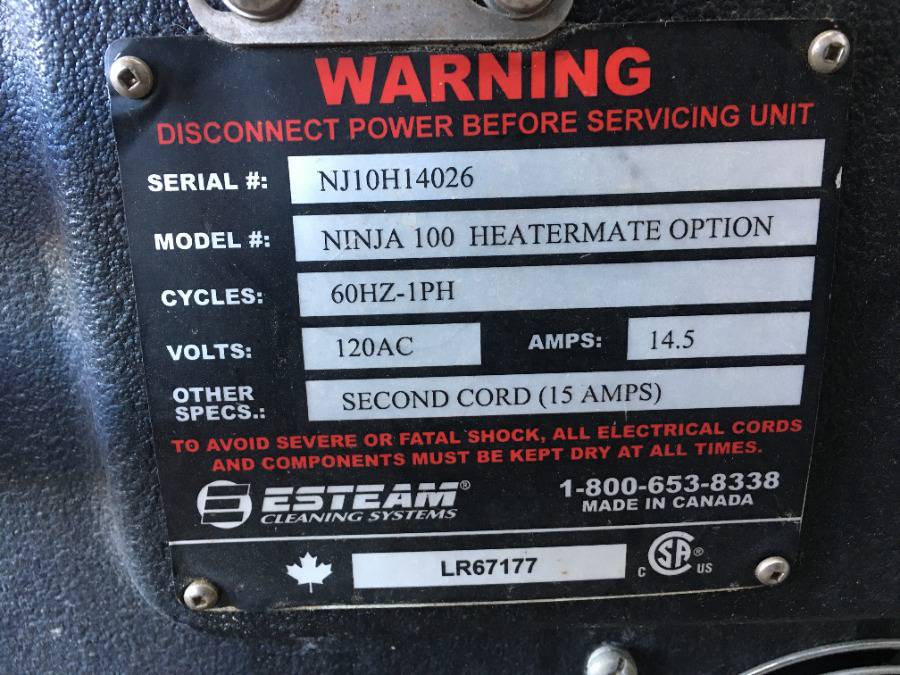 WARNING
DISCONNECT POWER BEFORE SERVICING UNIT
SERIAL #: NJ10H14026
MODEL #: NINJA 100 HEATERMATE OPTION
CYCLES: 60HZ-1PH
VOLTS: 120AC AMPS: 14.5
OTHER
SPECS.: SECOND CORD (15 AMPS)
TO AVOID SEVERE OR FATAL SHOCK, ALL ELECTRICAL CORDS
AND COMPONENTS MUST BE KEPT DRY AT ALL TIMES.
ESTEAM® 1-800-653-8338
CLEANING SYSTEMS MADE IN CANADA
LR67177 C SA® US